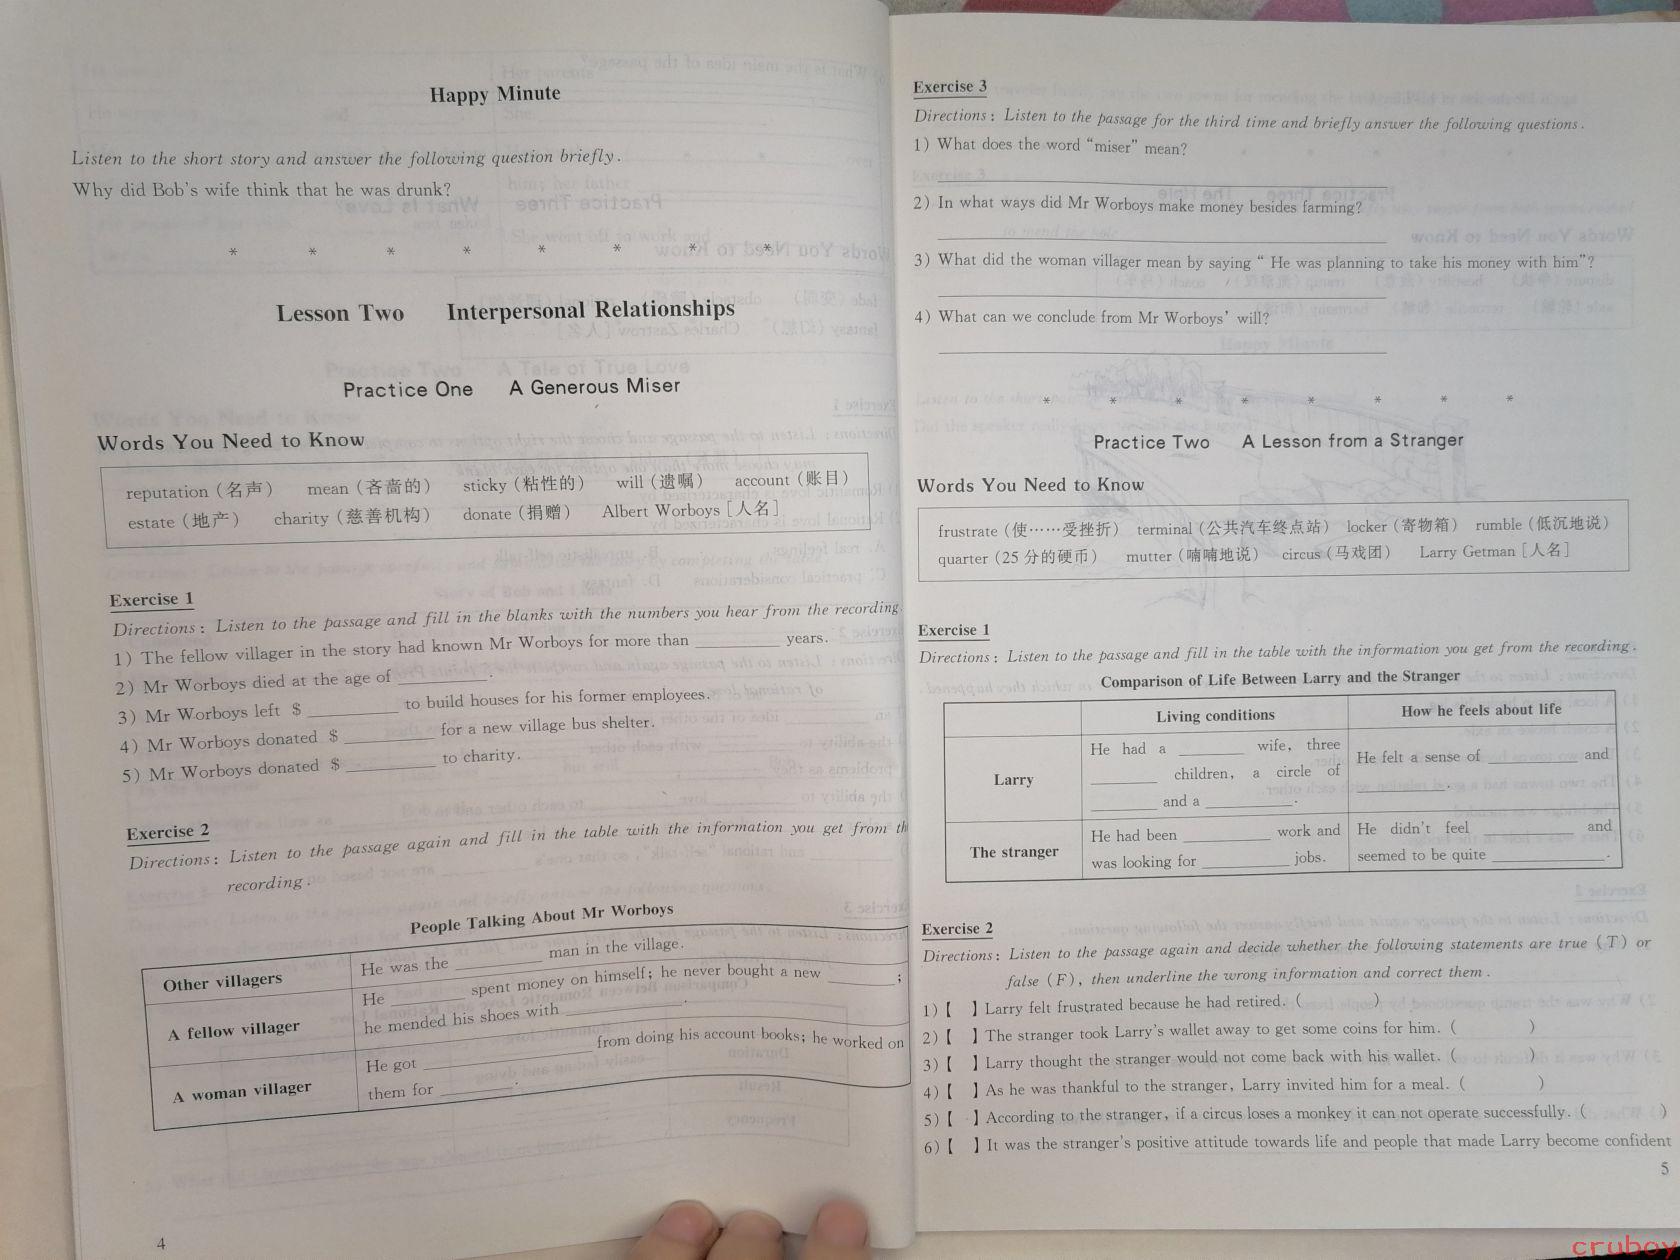 Happy Minute
Listen to the short story and answer the following question briefly.
Why did Bob's wife think that he was drunk?
* * * * * * * *
Lesson Two Interpersonal Relationships
Practice One A Generous Miser
Words You Need to Know
reputation (名声) mean (吝啬的) sticky (粘性的) will (遗嘱) account (账目)
estate (地产) charity (慈善机构) donate (捐赠) Albert Worboys [人名]
Exercise 1
Directions: Listen to the passage and fill in the blanks with the numbers you hear from the recording.
1) The fellow villager in the story had known Mr Worboys for more than ________ years.
2) Mr Worboys died at the age of ________.
3) Mr Worboys left $ ________ to build houses for his former employees.
4) Mr Worboys donated $ ________ for a new village bus shelter.
5) Mr Worboys donated $ ________ to charity.
Exercise 2
Directions: Listen to the passage again and fill in the table with the information you get from th
recording.
People Talking About Mr Worboys
Other villagers
He was the ________ man in the village.
A fellow villager
He ________ spent money on himself; he never bought a new ________;
he mended his shoes with ________.
A woman villager
He got ________ from doing his account books; he worked on
them for ________.
4
Exercise 3
Directions: Listen to the passage for the third time and briefly answer the following questions.
1) What does the word "miser" mean?
2) In what ways did Mr Worboys make money besides farming?
3) What did the woman villager mean by saying " He was planning to take his money with him"?
4) What can we conclude from Mr Worboys' will?
* * * * * * * *
Practice Two A Lesson from a Stranger
Words You Need to Know
frustrate (使……受挫折) terminal (公共汽车终点站) locker (寄物箱) rumble (低沉地说)
quarter (25 分的硬币) mutter (喃喃地说) circus (马戏团) Larry Getman [人名]
Exercise 1
Directions: Listen to the passage and fill in the table with the information you get from the recording.
Comparison of Life Between Larry and the Stranger
Living conditions How he feels about life
Larry
He had a ________ wife, three
________ children, a circle of
________ and a ________.
He felt a sense of ________ and
________.
The stranger
He had been ________ work and
was looking for ________ jobs.
He didn't feel ________ and
seemed to be quite ________.
Exercise 2
Directions: Listen to the passage again and decide whether the following statements are true (T) or
false (F), then underline the wrong information and correct them.
1) [ ] Larry felt frustrated because he had retired. ( )
2) [ ] The stranger took Larry's wallet away to get some coins for him. ( )
3) [ ] Larry thought the stranger would not come back with his wallet. ( )
4) [ ] As he was thankful to the stranger, Larry invited him for a meal. ( )
5) [ ] According to the stranger, if a circus loses a monkey it can not operate successfully. ( )
6) [ ] It was the stranger's positive attitude towards life and people that made Larry become confident
5
cruboy